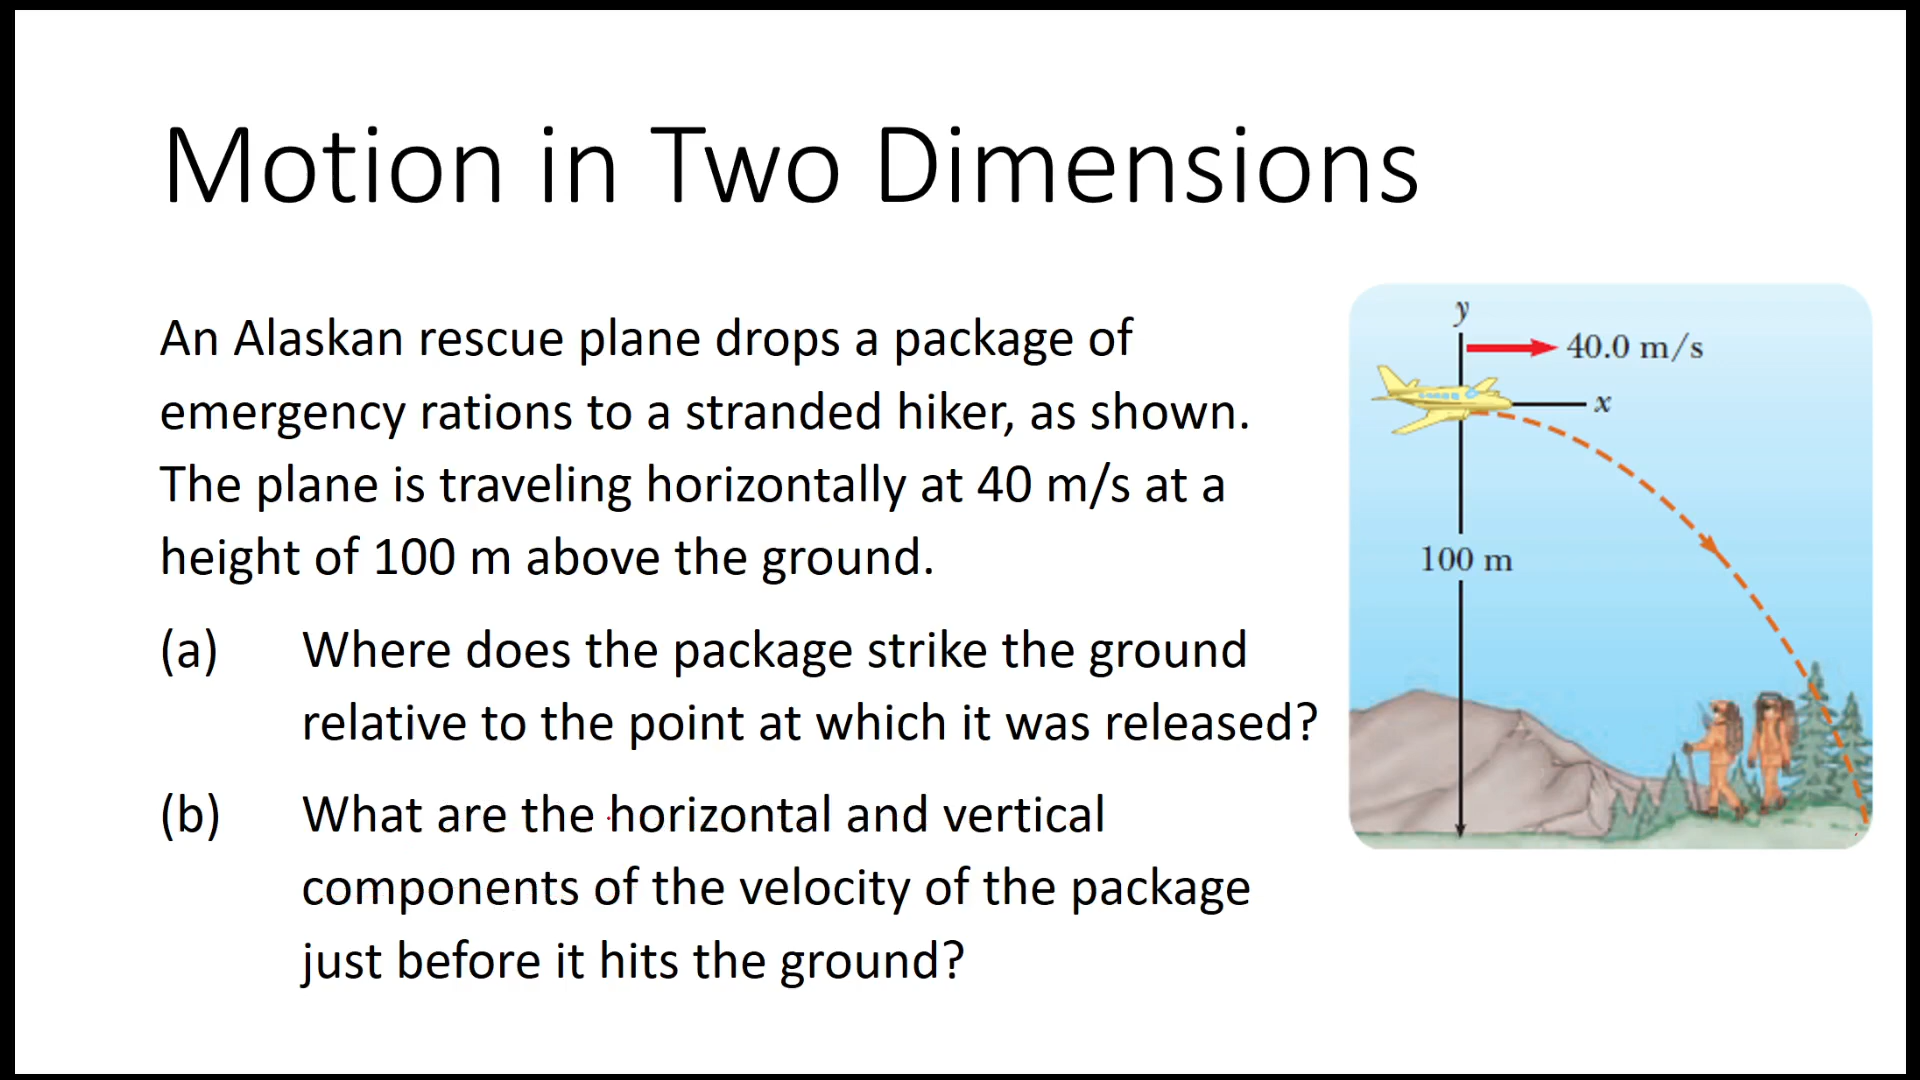 Motion in Two Dimensions
An Alaskan rescue plane drops a package of
emergency rations to a stranded hiker, as shown.
The plane is traveling horizontally at 40 m/s at a
height of 100 m above the ground.
(a) Where does the package strike the ground
relative to the point at which it was released?
(b) What are the horizontal and vertical
components of the velocity of the package
just before it hits the ground?
y
40.0 m/s
x
100 m